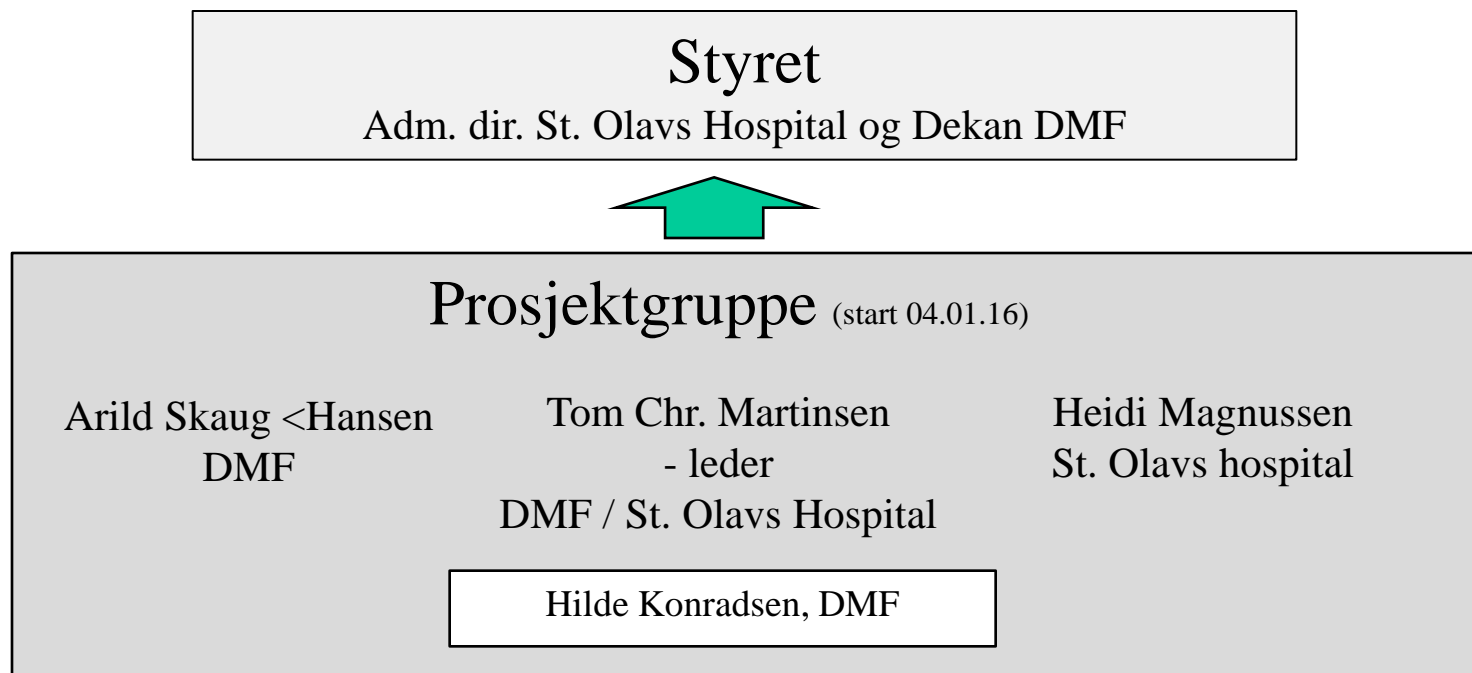 Styret
Adm. dir. St. Olavs Hospital og Dekan DMF
Prosjektgruppe (start 04.01.16)
Arild Skaug <Hansen
DMF
Tom Chr. Martinsen
- leder
DMF / St. Olavs Hospital
Heidi Magnussen
St. Olavs hospital
Hilde Konradsen, DMF